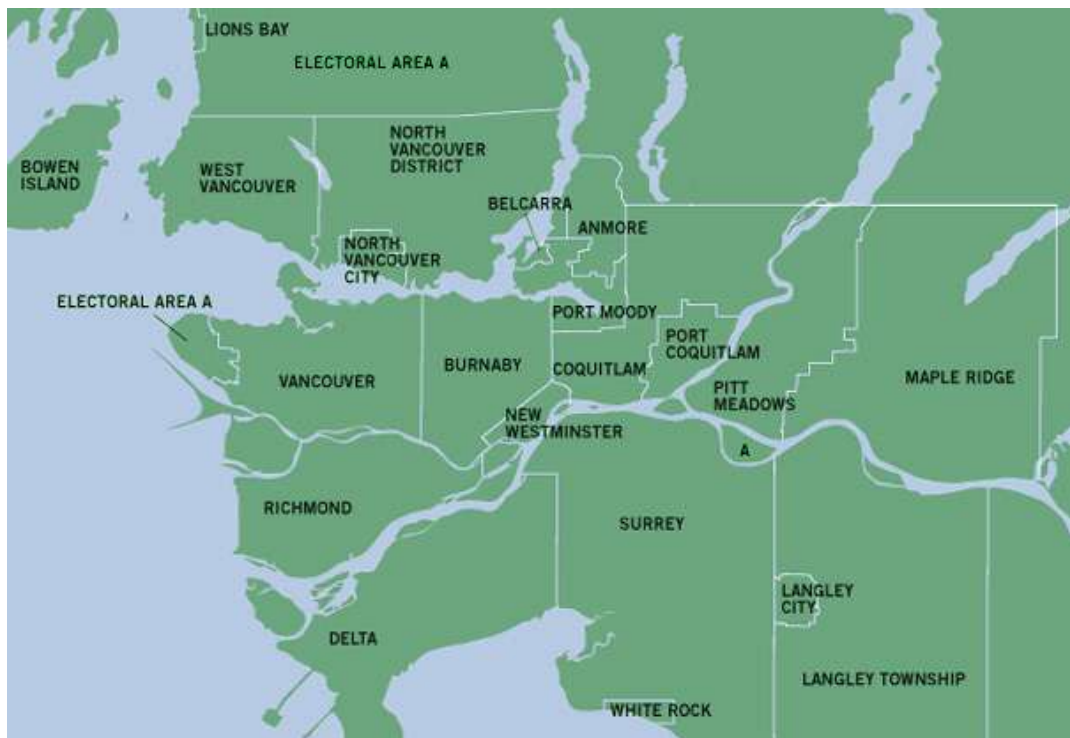 LIONS BAY
ELECTORAL AREA A
BOWEN
ISLAND
WEST
VANCOUVER
NORTH
VANCOUVER
DISTRICT
BELCARRA
ANMORE
NORTH
VANCOUVER
CITY
ELECTORAL AREA A
PORT MOODY
VANCOUVER
BURNABY
COQUITLAM
PORT
COQUITLAM
PITT
MEADOWS
MAPLE RIDGE
NEW
WESTMINSTER
A
RICHMOND
SURREY
LANGLEY
CITY
DELTA
LANGLEY TOWNSHIP
WHITE ROCK